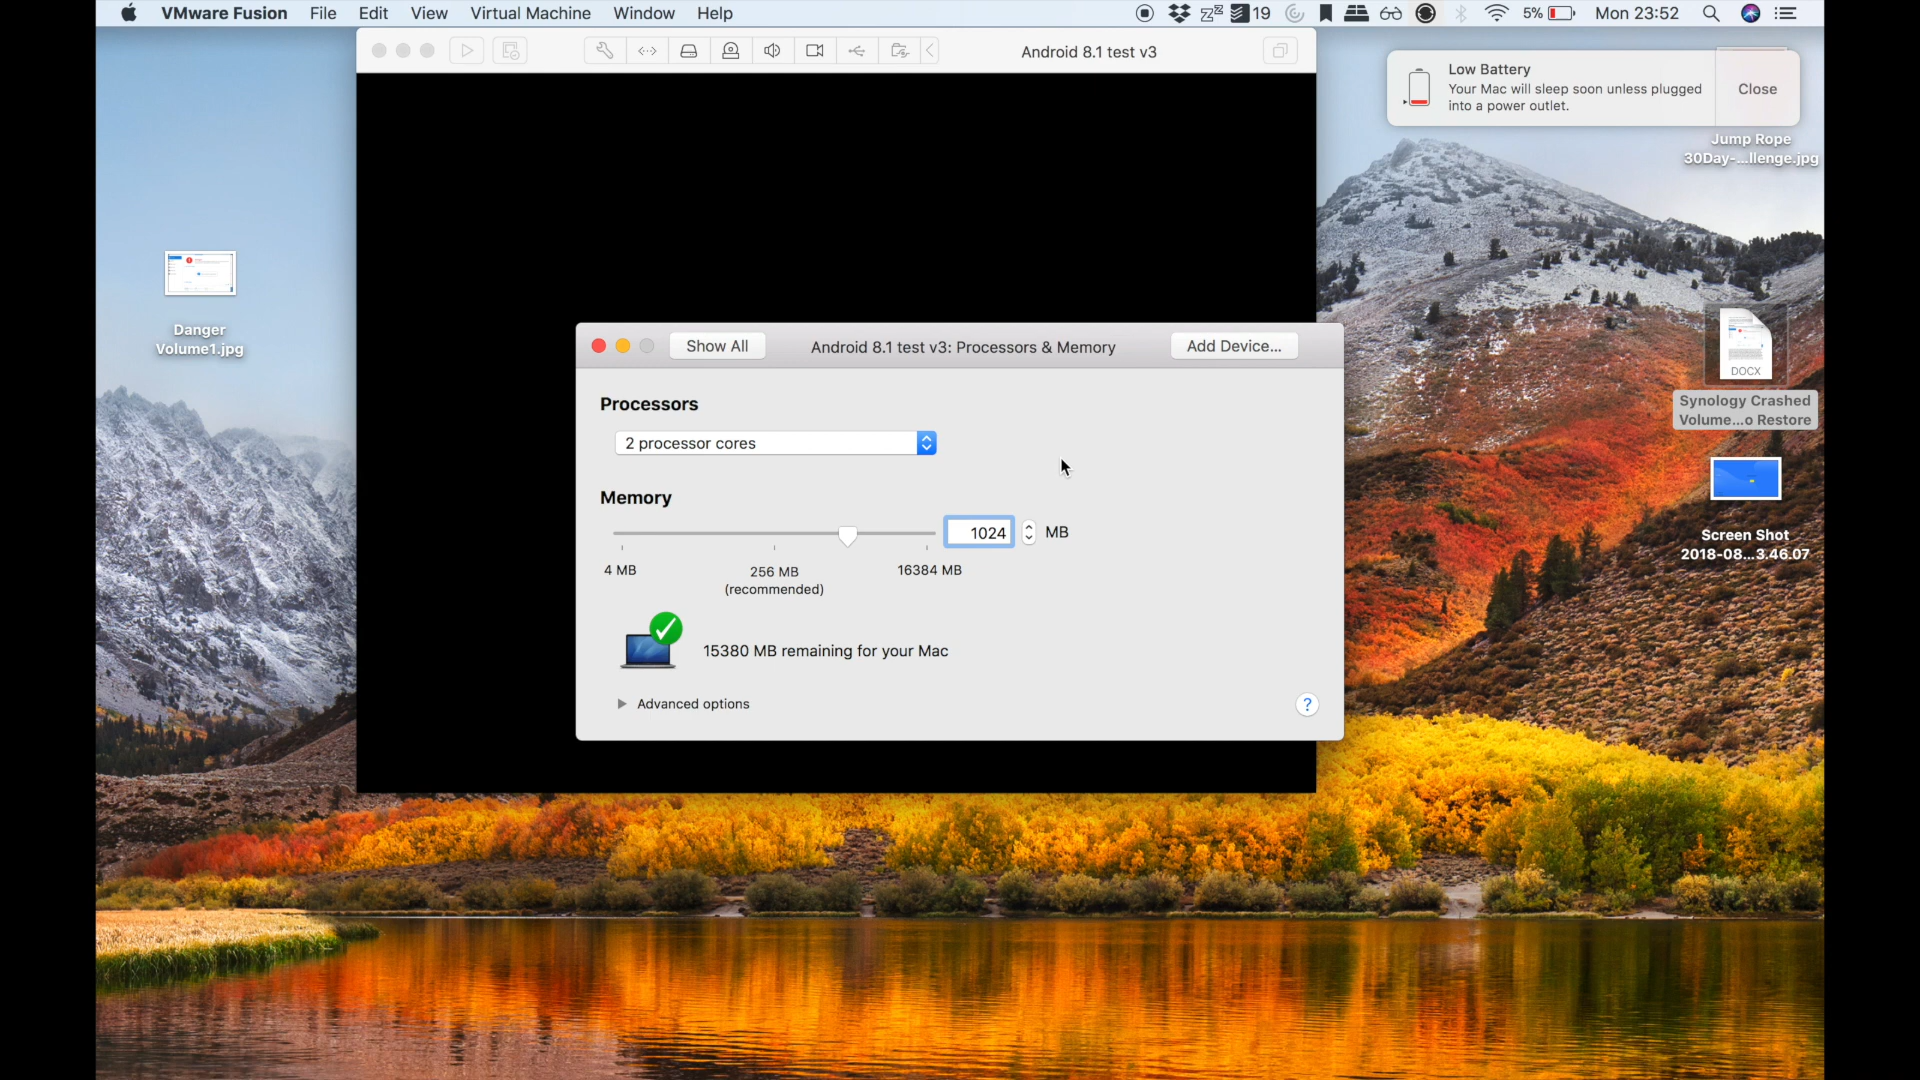 VMware Fusion File Edit View Virtual Machine Window Help
19 5% Mon 23:52
Android 8.1 test v3
Low Battery
Your Mac will sleep soon unless plugged
into a power outlet.
Close
Jump Rope
30Day-...llenge.jpg
Danger
Volume1.jpg
Show All
Android 8.1 test v3: Processors & Memory
Add Device...
Processors
2 processor cores
Memory
1024 MB
4 MB
256 MB
(recommended)
16384 MB
15380 MB remaining for your Mac
Advanced options
?
DOCX
Synology Crashed
Volume...o Restore
Screen Shot
2018-08...3.46.07